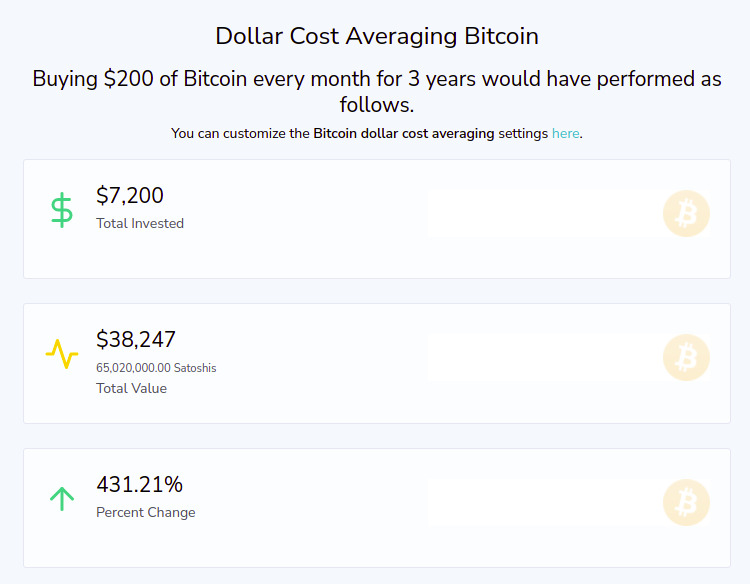 Dollar Cost Averaging Bitcoin
Buying $200 of Bitcoin every month for 3 years would have performed as
follows.
You can customize the Bitcoin dollar cost averaging settings here.
$7,200
Total Invested
$38,247
65,020,000.00 Satoshis
Total Value
431.21%
Percent Change